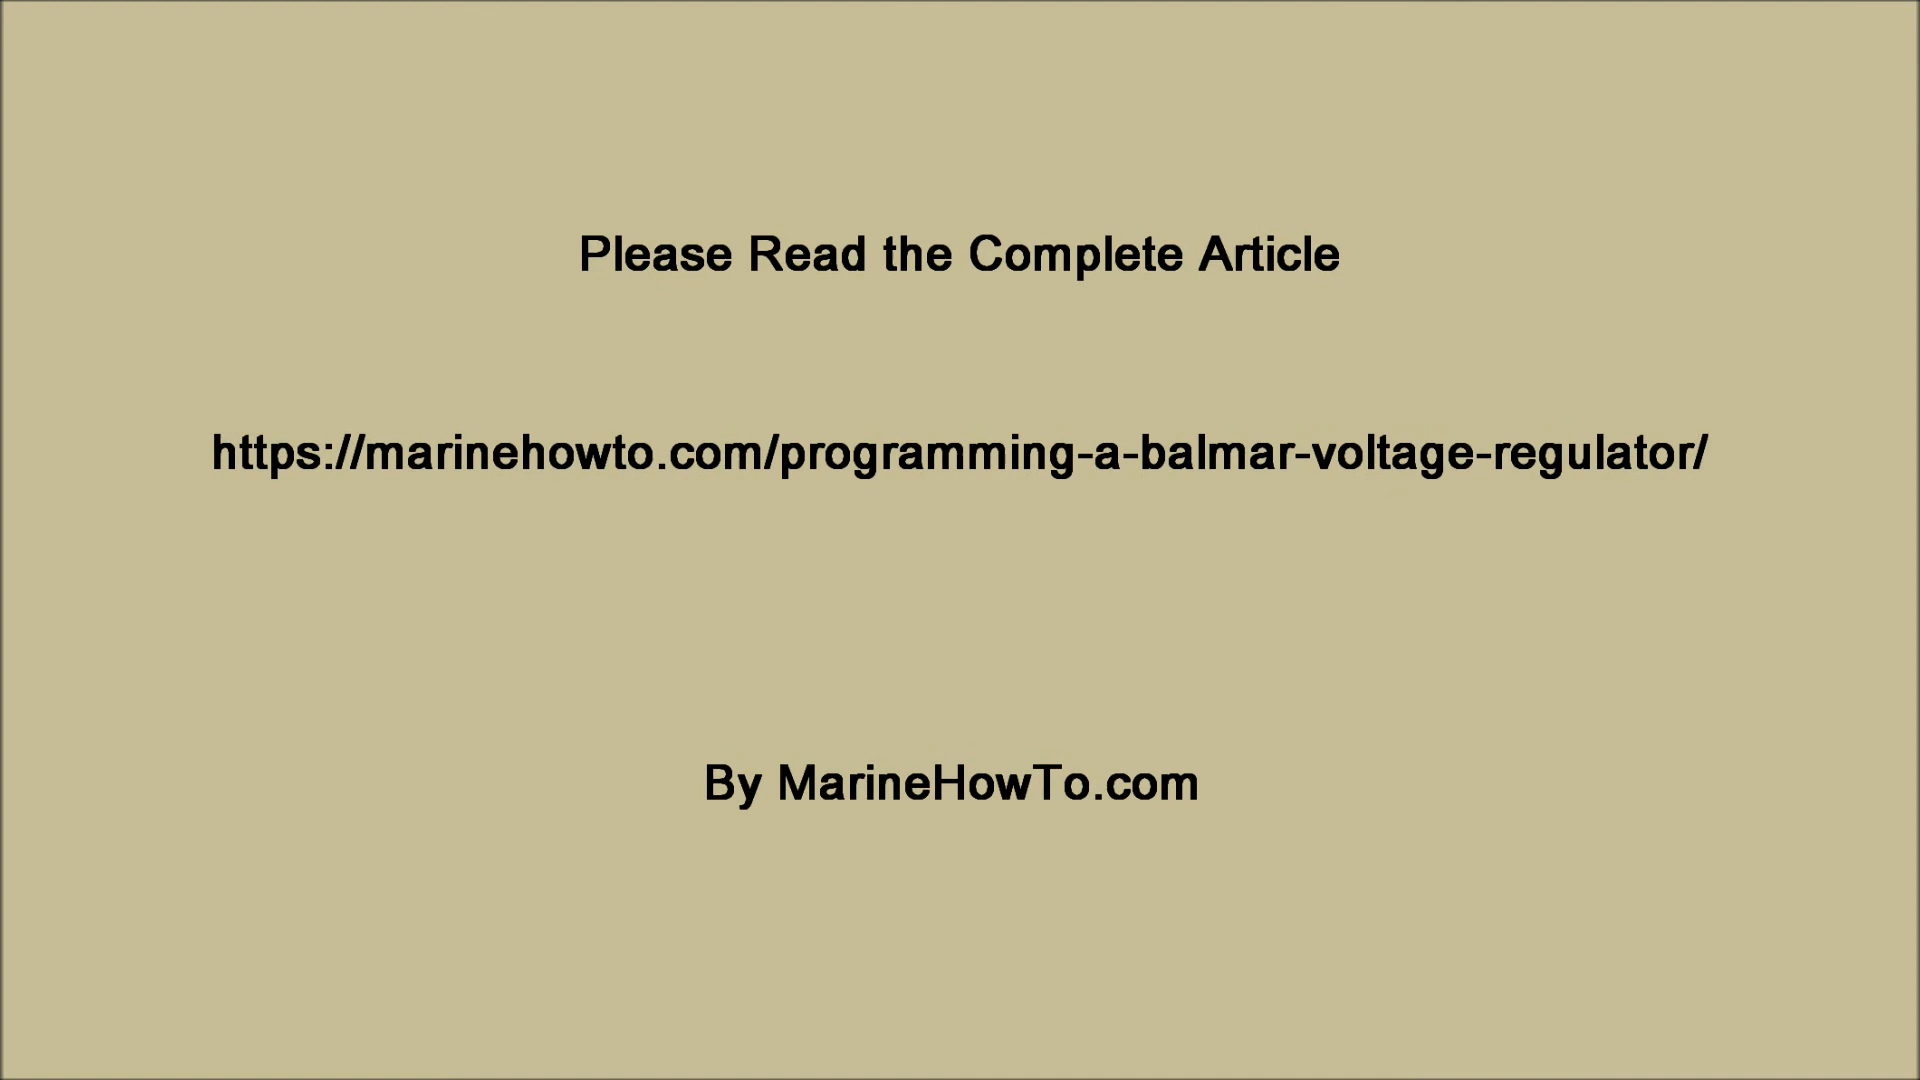 Please Read the Complete Article
https://marinehowto.com/programming-a-balmar-voltage-regulator/
By MarineHowTo.com